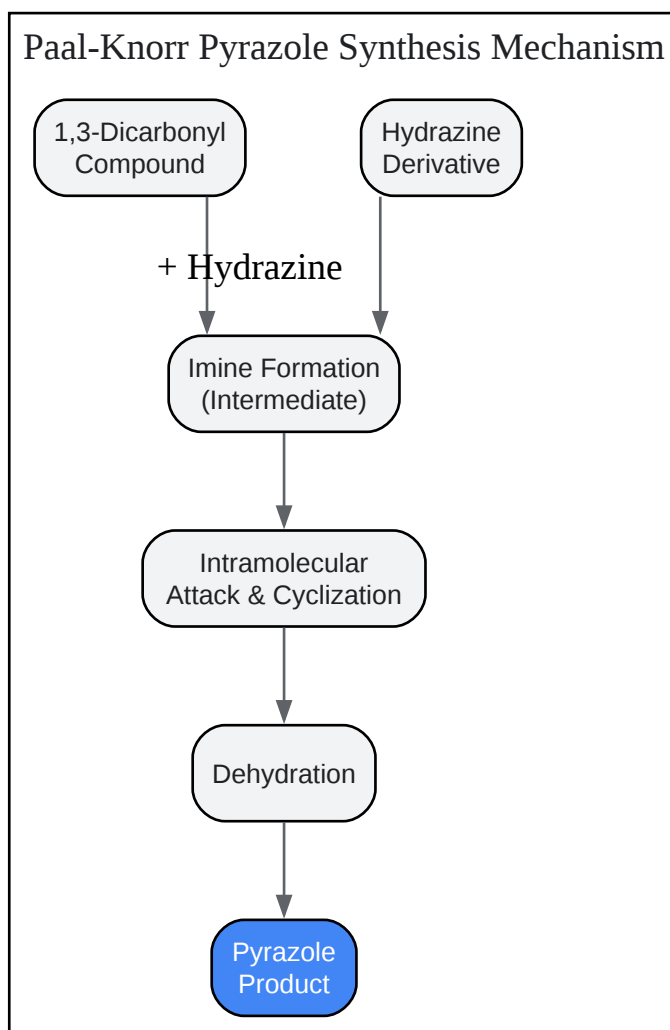 Paal-Knorr Pyrazole Synthesis Mechanism
1,3-Dicarbonyl
Compound
Hydrazine
Derivative
+ Hydrazine
Imine Formation
(Intermediate)
Intramolecular
Attack & Cyclization
Dehydration
Pyrazole
Product